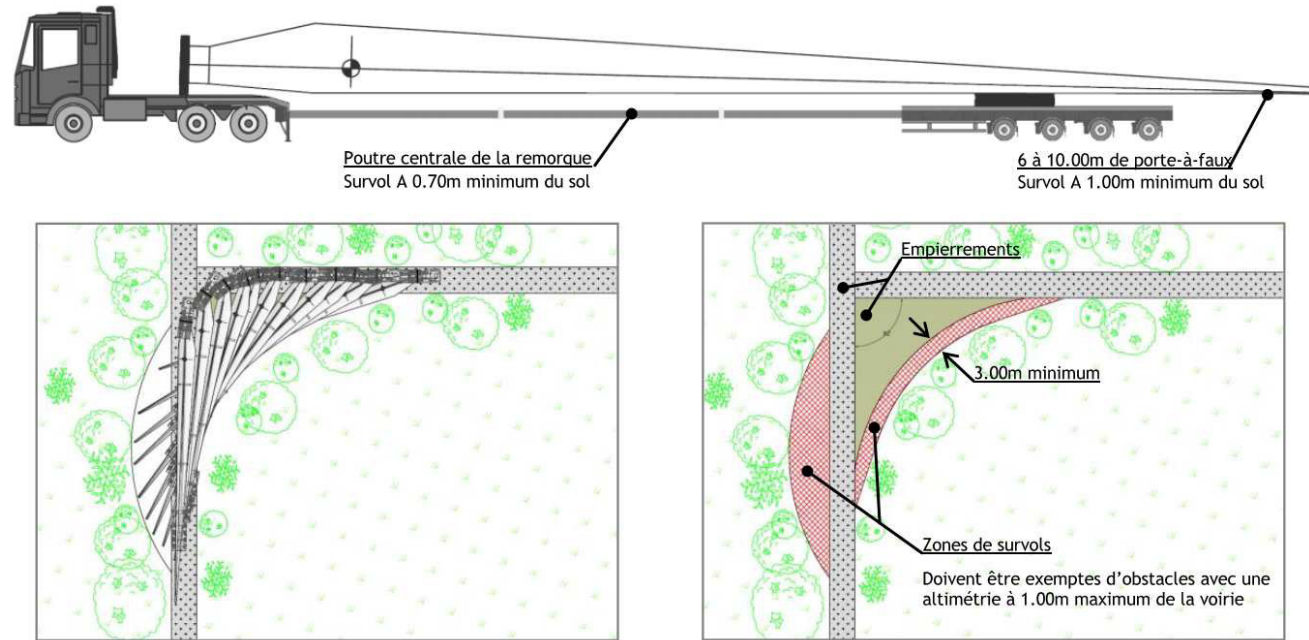 Poutre centrale de la remorque
Survol A 0.70m minimum du sol
6 à 10.00m de porte-à-faux
Survol A 1.00m minimum du sol
Empierrements
3.00m minimum
Zones de survols
Doivent être exemptes d'obstacles avec une
altimétrie à 1.00m maximum de la voirie